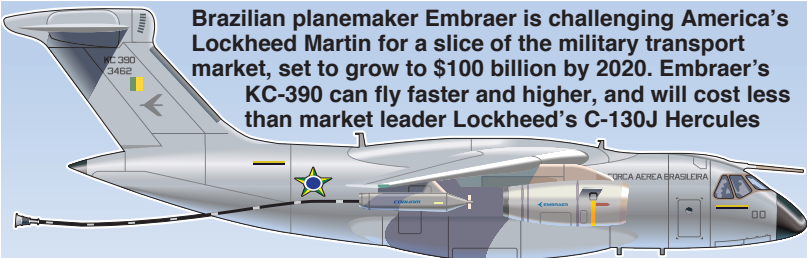 Brazilian planemaker Embraer is challenging America's
Lockheed Martin for a slice of the military transport
market, set to grow to $100 billion by 2020. Embraer's
KC-390 can fly faster and higher, and will cost less
than market leader Lockheed's C-130J Hercules
KC 390
3462
FORCA AEREA BRASILEIRA
COBHAM
EMBRAER